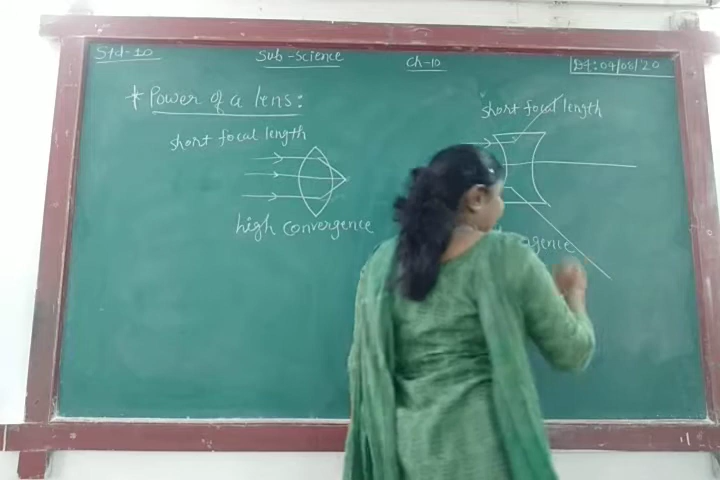 Std-10
Sub-Science
Ch-10
Dt: 04/08/20
* Power of a lens:
short focal length
high convergence
short focal length